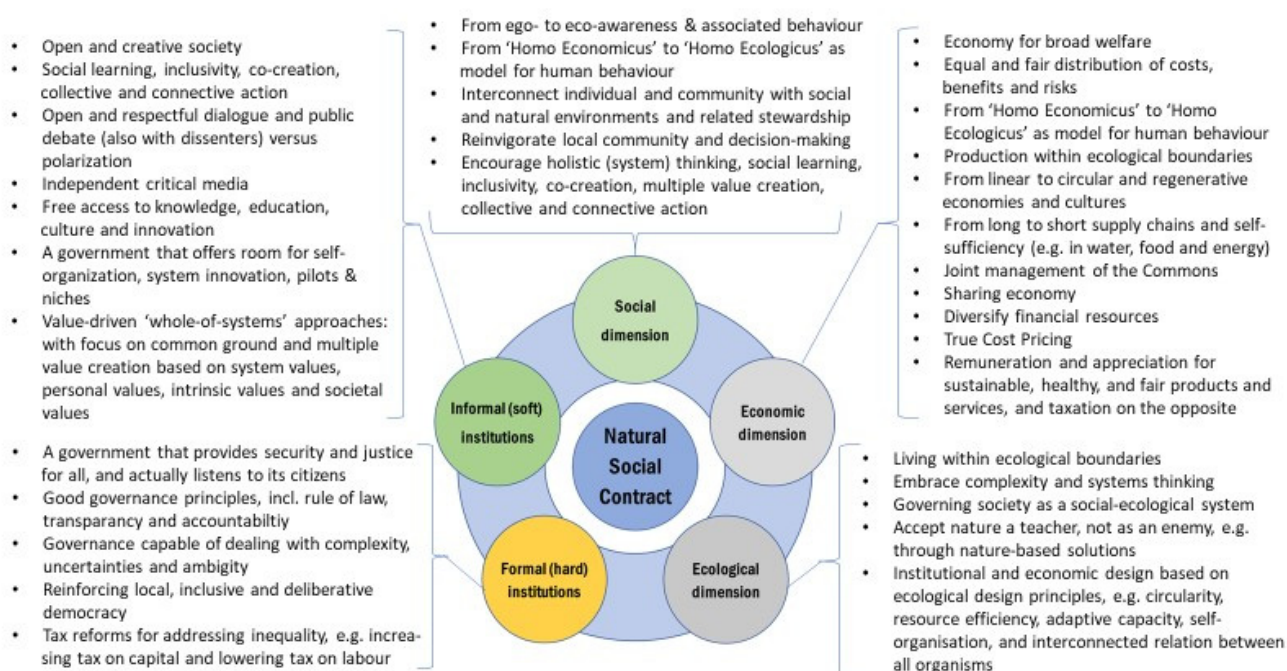 • Open and creative society
• Social learning, inclusivity, co-creation,
collective and connective action
• Open and respectful dialogue and public
debate (also with dissenters) versus
polarization
• Independent critical media
• Free access to knowledge, education,
culture and innovation
• A government that offers room for self-
organization, system innovation, pilots &
niches
• Value-driven ‘whole-of-systems’ approaches:
with focus on common ground and multiple
value creation based on system values,
personal values, intrinsic values and societal
values
• From ego- to eco-awareness & associated behaviour
• From ‘Homo Economicus’ to ‘Homo Ecologicus’ as
model for human behaviour
• Interconnect individual and community with social
and natural environments and related stewardship
• Reinvigorate local community and decision-making
• Encourage holistic (system) thinking, social learning,
inclusivity, co-creation, multiple value creation,
collective and connective action
• Economy for broad welfare
• Equal and fair distribution of costs,
benefits and risks
• From ‘Homo Economicus’ to ‘Homo
Ecologicus’ as model for human behaviour
• Production within ecological boundaries
• From linear to circular and regenerative
economies and cultures
• From long to short supply chains and self-
sufficiency (e.g. in water, food and energy)
• Joint management of the Commons
• Sharing economy
• Diversify financial resources
• True Cost Pricing
• Remuneration and appreciation for
sustainable, healthy, and fair products and
services, and taxation on the opposite
Social
dimension
Informal (soft)
institutions
Economic
dimension
Natural
Social
Contract
Formal (hard)
institutions
Ecological
dimension
• A government that provides security and justice
for all, and actually listens to its citizens
• Good governance principles, incl. rule of law,
transparency and accountabiltiy
• Governance capable of dealing with complexity,
uncertainties and ambigity
• Reinforcing local, inclusive and deliberative
democracy
• Tax reforms for addressing inequality, e.g. increa-
sing tax on capital and lowering tax on labour
• Living within ecological boundaries
• Embrace complexity and systems thinking
• Governing society as a social-ecological system
• Accept nature a teacher, not as an enemy, e.g.
through nature-based solutions
• Institutional and economic design based on
ecological design principles, e.g. circularity,
resource efficiency, adaptive capacity, self-
organisation, and interconnected relation between
all organisms